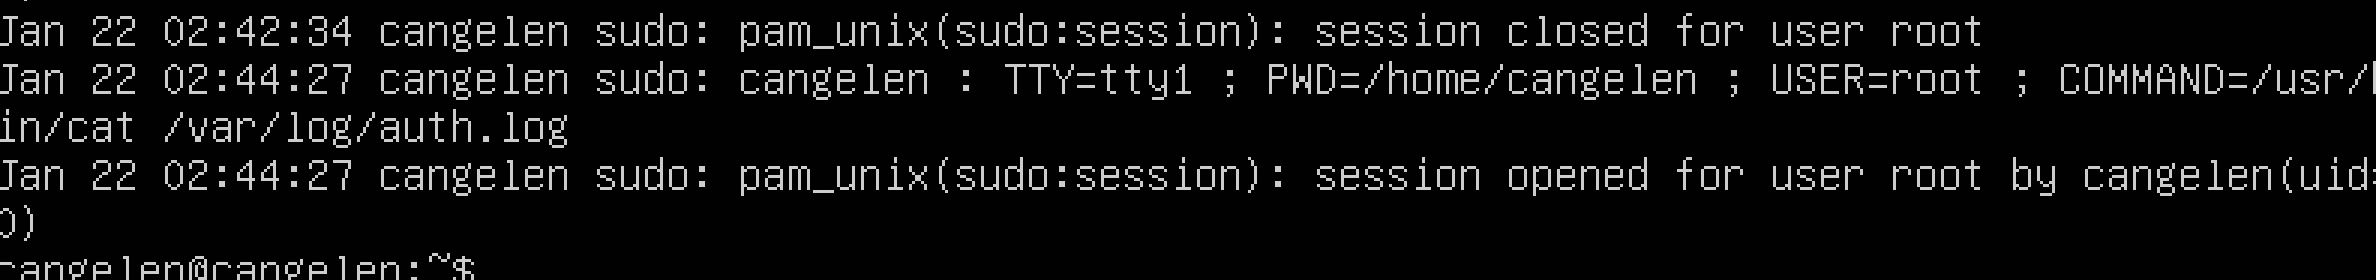 Jan 22 02:42:34 cangelen sudo: pam_unix(sudo:session): session closed for user root
Jan 22 02:44:27 cangelen sudo: cangelen : TTY=tty1 ; PWD=/home/cangelen ; USER=root ; COMMAND=/usr/b
in/cat /var/log/auth.log
Jan 22 02:44:27 cangelen sudo: pam_unix(sudo:session): session opened for user root by cangelen(uid=
0)
cangelen@cangelen:~$